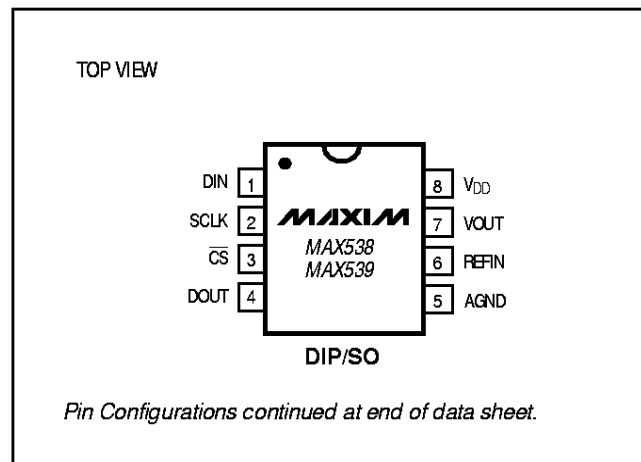 TOP VIEW
DIN 1
SCLK 2
C̅S̅ 3
DOUT 4
MAXIM
MAX538
MAX539
8 VDD
7 VOUT
6 REFIN
5 AGND
DIP/SO
Pin Configurations continued at end of data sheet.